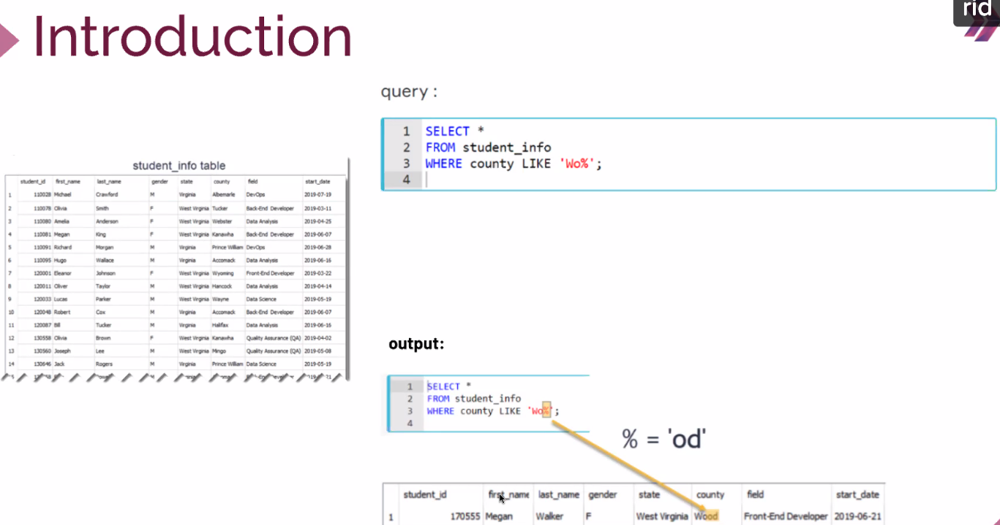 rid
Introduction
query :
1 SELECT *
2 FROM student_info
3 WHERE county LIKE 'Wo%';
4
student_info table
student_id first_name last_name gender state county field start_date
1 110028 Michael Crawford M Virginia Albemarle DevOps 2019-07-19
2 110078 Olivia Smith F West Virginia Tucker Back-End Developer 2019-03-11
3 110080 Amelia Anderson F West Virginia Webster Data Analysis 2019-04-25
4 110081 Megan King F West Virginia Kanawha Back-End Developer 2019-06-07
5 110091 Richard Morgan M Virginia Prince William DevOps 2019-06-28
6 110095 Hugo Wallace M Virginia Accomack Data Analysis 2019-06-16
7 120001 Eleanor Johnson F West Virginia Wyoming Front-End Developer 2019-03-22
8 120011 Oliver Taylor M West Virginia Hancock Data Analysis 2019-04-14
9 120033 Lucas Parker M West Virginia Wayne Data Science 2019-05-19
10 120048 Robert Cox M Virginia Accomack Back-End Developer 2019-06-07
11 120087 Bill Tucker M Virginia Halifax Data Analysis 2019-06-16
12 130558 Olivia Brown F West Virginia Kanawha Quality Assurance (QA) 2019-04-02
13 130560 Joseph Lee M West Virginia Mingo Quality Assurance (QA) 2019-05-08
14 130646 Jack Rogers M Virginia Prince William Data Science 2019-05-19
output:
1 SELECT *
2 FROM student_info
3 WHERE county LIKE 'Wo%';
4
% = 'od'
student_id first_name last_name gender state county field start_date
1 170555 Megan Walker F West Virginia Wood Front-End Developer 2019-06-21